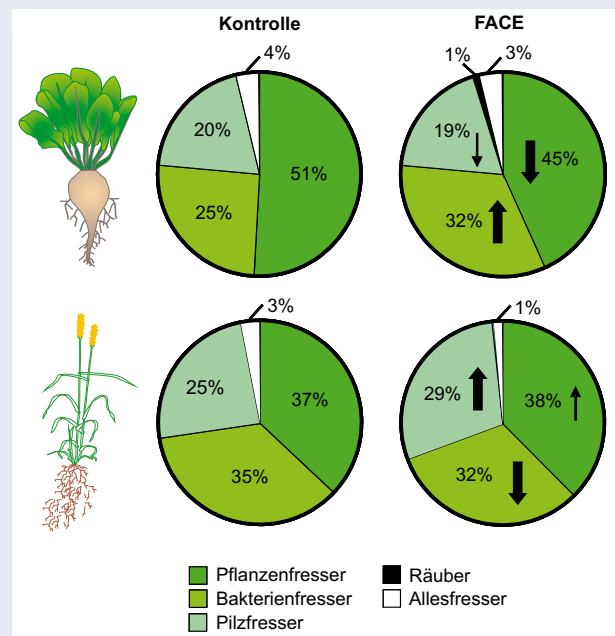 Kontrolle
FACE
4%
20%
51%
25%
1%
3%
19%
45%
32%
3%
25%
37%
35%
1%
29%
38%
32%
Pflanzenfresser
Räuber
Bakterienfresser
Allesfresser
Pilzfresser